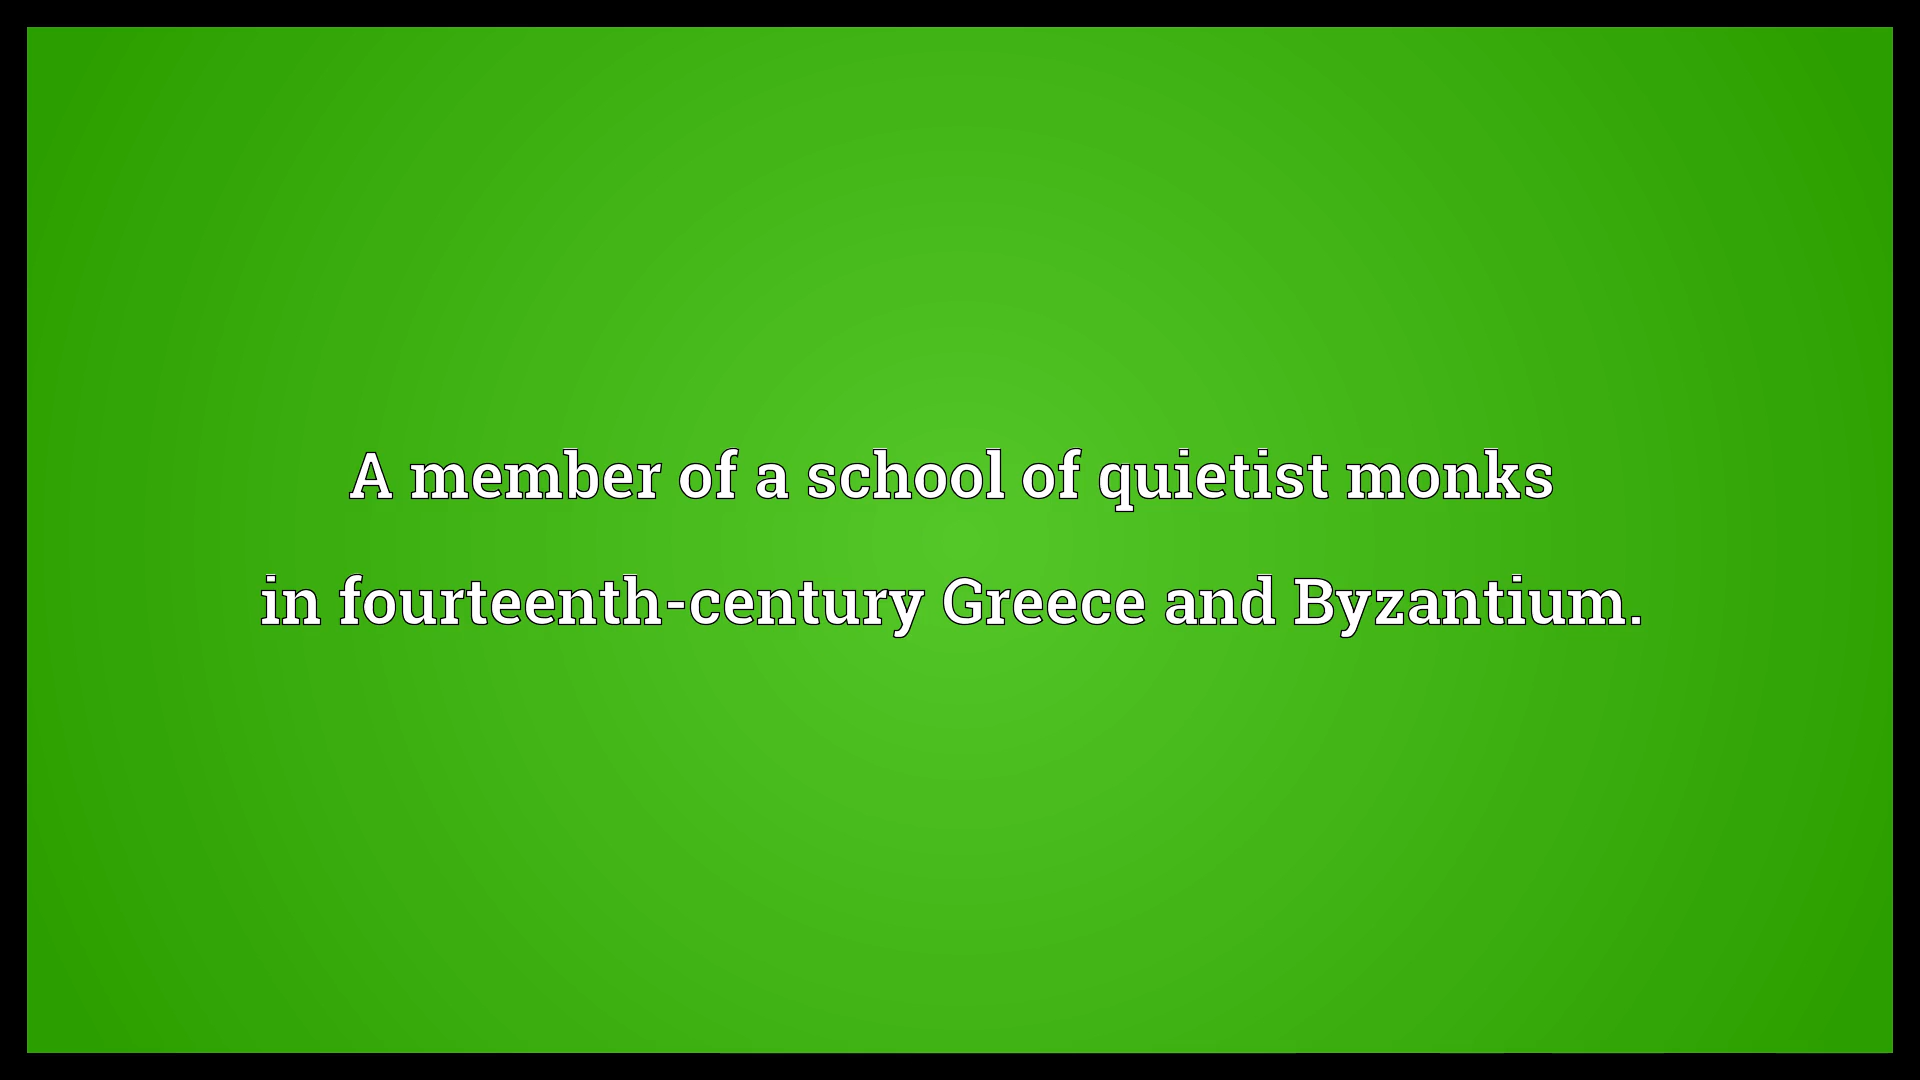 A member of a school of quietist monks
in fourteenth-century Greece and Byzantium.